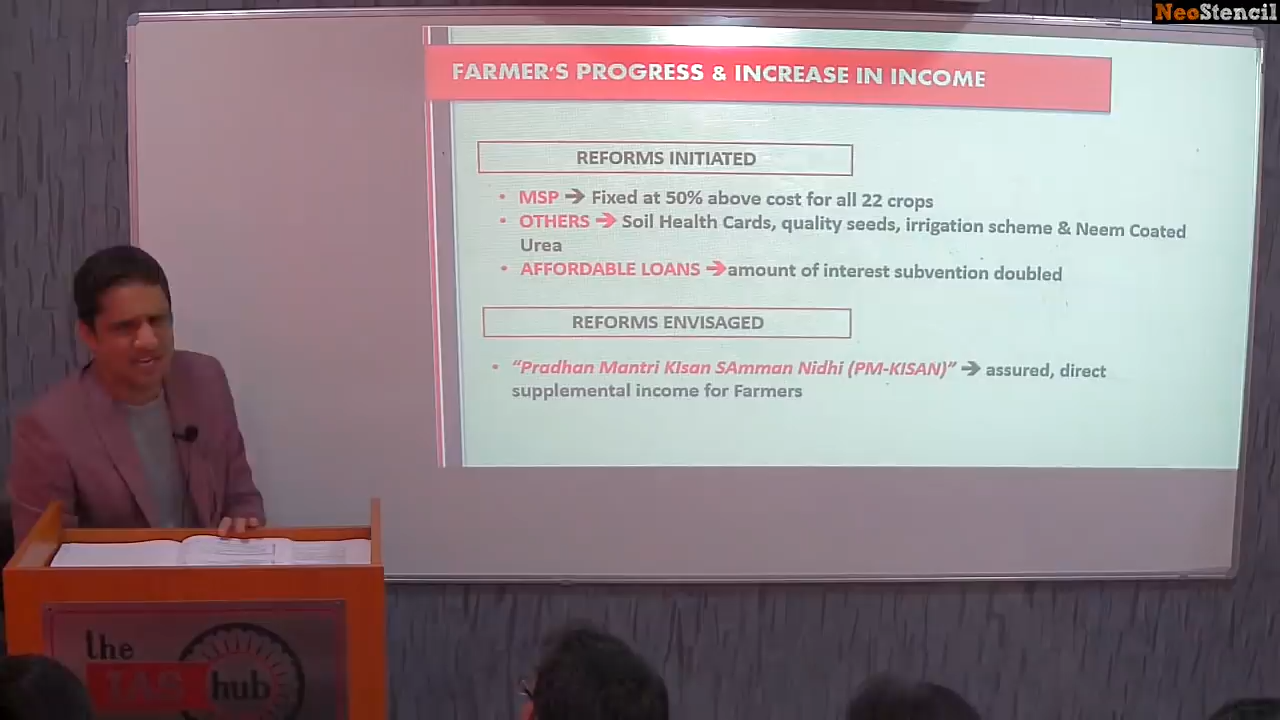 NeoStencil
FARMER'S PROGRESS & INCREASE IN INCOME
REFORMS INITIATED
• MSP ➔ Fixed at 50% above cost for all 22 crops
• OTHERS ➔ Soil Health Cards, quality seeds, irrigation scheme & Neem Coated
Urea
• AFFORDABLE LOANS ➔amount of interest subvention doubled
REFORMS ENVISAGED
• "Pradhan Mantri KIsan SAmman Nidhi (PM-KISAN)" ➔ assured, direct
supplemental income for Farmers
the
IAS hub